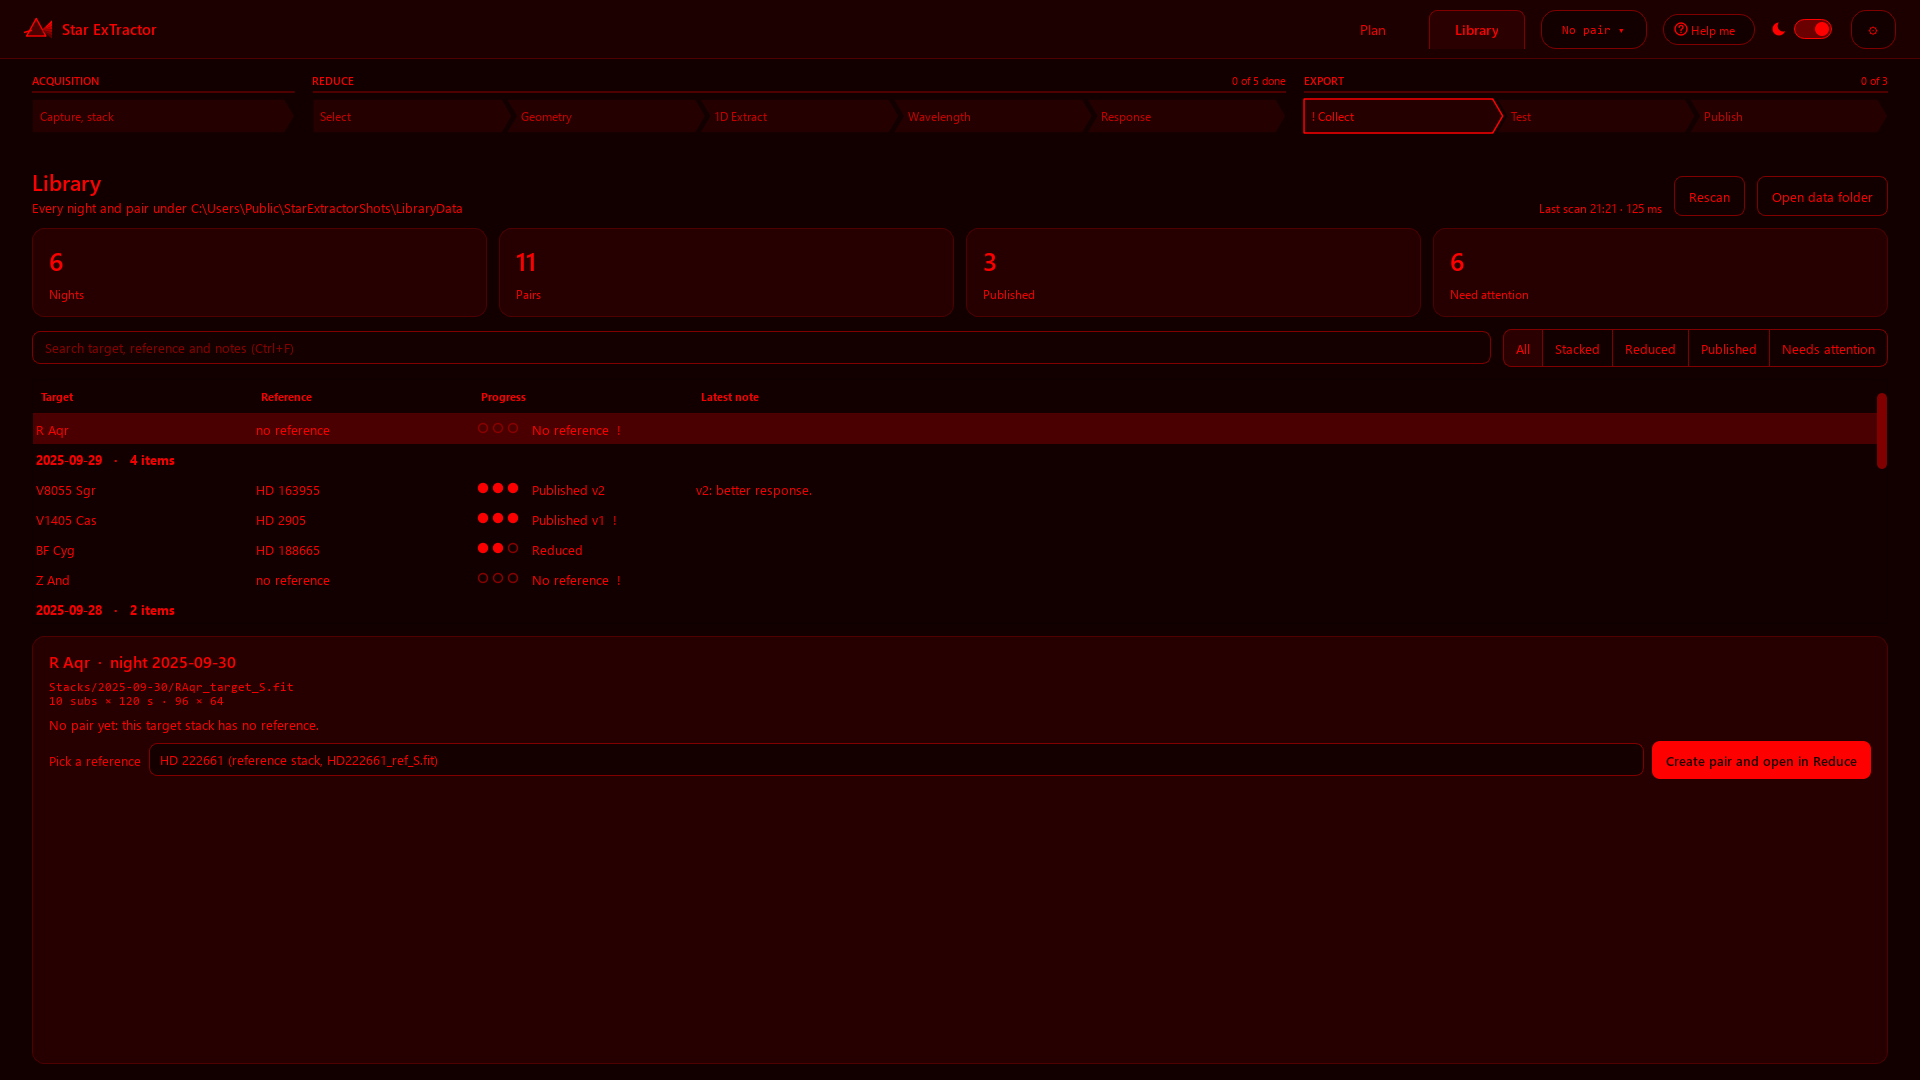 Star ExTractor
Plan
Library
No pair
Help me
ACQUISITION
REDUCE
0 of 5 done
EXPORT
0 of 3
Capture, stack
Select
Geometry
1D Extract
Wavelength
Response
! Collect
Test
Publish
Library
Every night and pair under C:\Users\Public\StarExtractorShots\LibraryData
Last scan 21:21 · 125 ms
Rescan
Open data folder
6
Nights
11
Pairs
3
Published
6
Need attention
Search target, reference and notes (Ctrl+F)
All
Stacked
Reduced
Published
Needs attention
Target Reference Progress Latest note
R Aqr no reference No reference !
2025-09-29 · 4 items
V8055 Sgr HD 163955 Published v2 v2: better response.
V1405 Cas HD 2905 Published v1 !
BF Cyg HD 188665 Reduced
Z And no reference No reference !
2025-09-28 · 2 items
R Aqr · night 2025-09-30
Stacks/2025-09-30/RAqr_target_S.fit
10 subs × 120 s · 96 × 64
No pair yet: this target stack has no reference.
Pick a reference
HD 222661 (reference stack, HD222661_ref_S.fit)
Create pair and open in Reduce